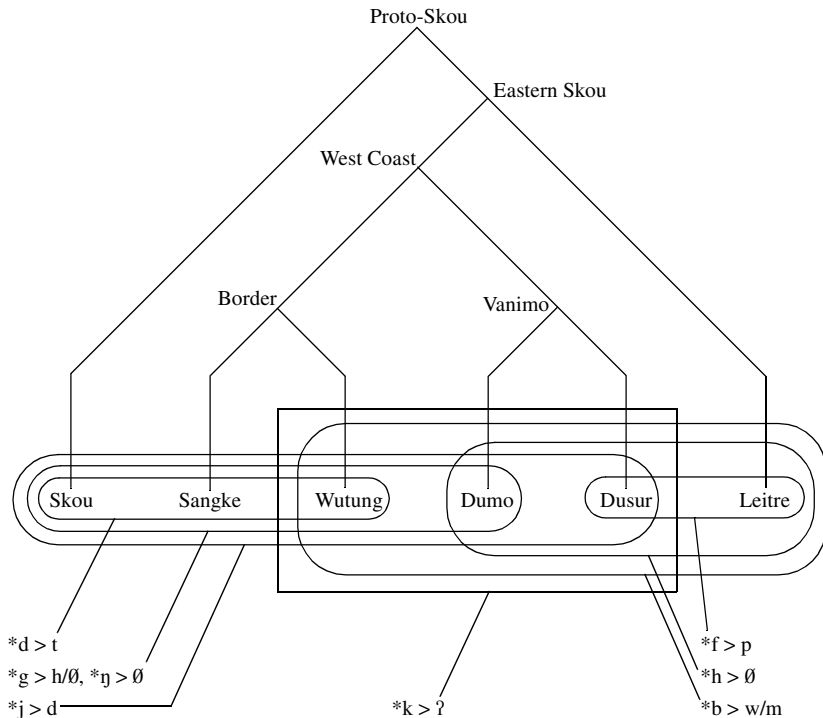 Proto-Skou
Eastern Skou
West Coast
Border
Vanimo
Skou Sangke Wutung Dumo Dusur Leitre
*d > t *f > p
*g > h/Ø, *ŋ > Ø *h > Ø
*j > d *k > ʔ *b > w/m